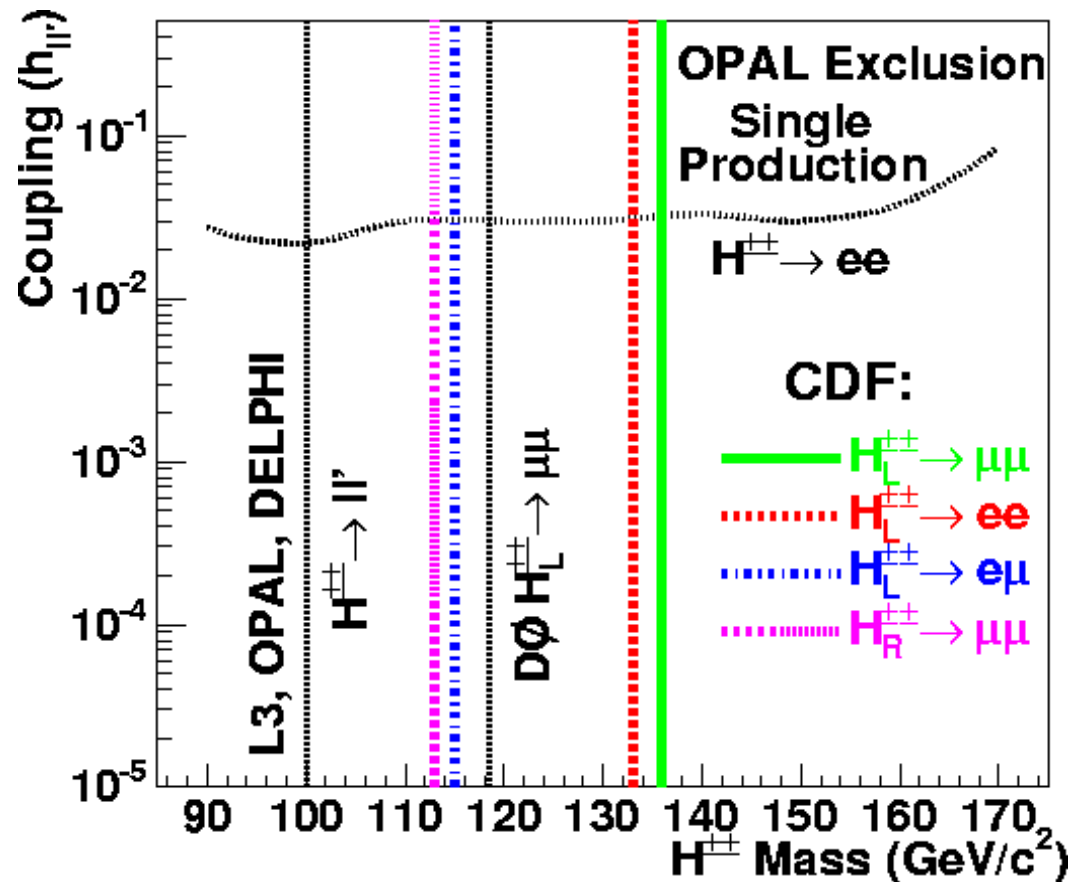 Coupling (h_ll')
10^-1
10^-2
10^-3
10^-4
10^-5
OPAL Exclusion
Single
Production
H^±± → ee
L3, OPAL, DELPHI
H^±± → ll'
DØ H_L^±± → μμ
CDF:
H_L^±± → μμ
H_L^±± → ee
H_L^±± → eμ
H_R^±± → μμ
90 100 110 120 130 140 150 160 170
H^±± Mass (GeV/c^2)